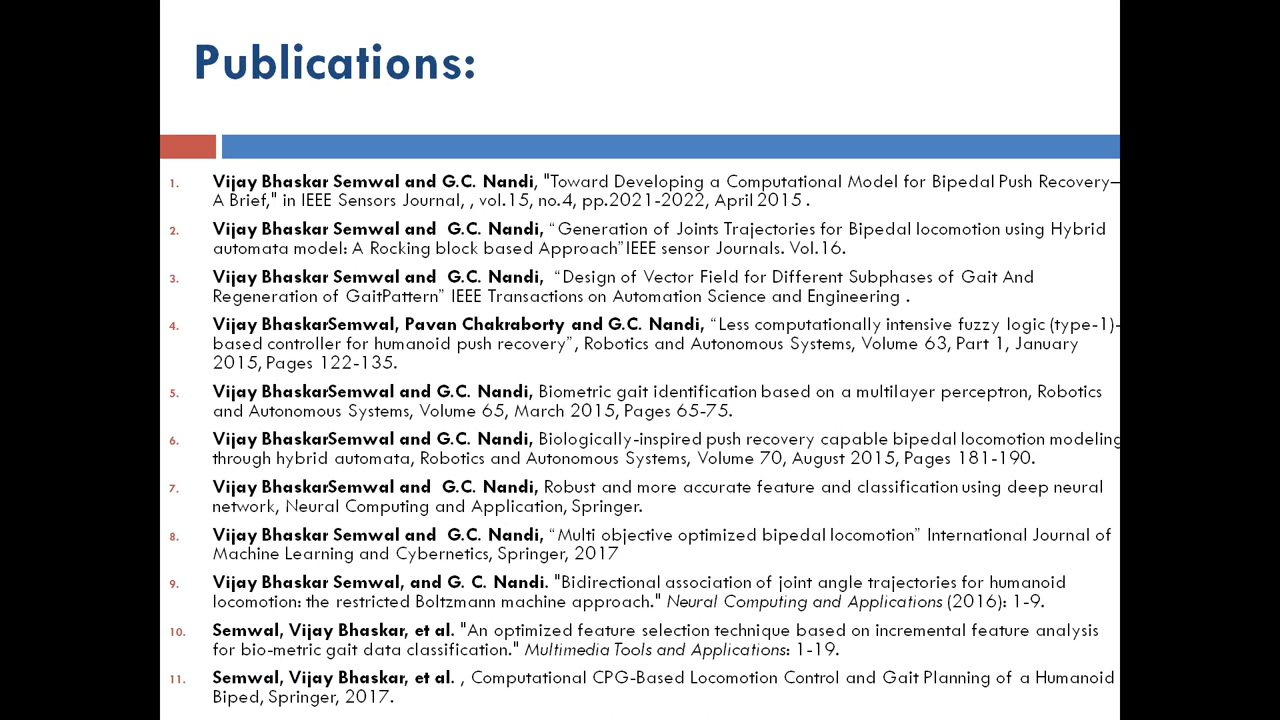 Publications:
1. Vijay Bhaskar Semwal and G.C. Nandi, "Toward Developing a Computational Model for Bipedal Push Recovery–
A Brief," in IEEE Sensors Journal, , vol.15, no.4, pp.2021-2022, April 2015 .
2. Vijay Bhaskar Semwal and G.C. Nandi, “Generation of Joints Trajectories for Bipedal locomotion using Hybrid
automata model: A Rocking block based Approach”IEEE sensor Journals. Vol.16.
3. Vijay Bhaskar Semwal and G.C. Nandi, “Design of Vector Field for Different Subphases of Gait And
Regeneration of GaitPattern” IEEE Transactions on Automation Science and Engineering .
4. Vijay BhaskarSemwal, Pavan Chakraborty and G.C. Nandi, “Less computationally intensive fuzzy logic (type-1)-
based controller for humanoid push recovery”, Robotics and Autonomous Systems, Volume 63, Part 1, January
2015, Pages 122-135.
5. Vijay BhaskarSemwal and G.C. Nandi, Biometric gait identification based on a multilayer perceptron, Robotics
and Autonomous Systems, Volume 65, March 2015, Pages 65-75.
6. Vijay BhaskarSemwal and G.C. Nandi, Biologically-inspired push recovery capable bipedal locomotion modeling
through hybrid automata, Robotics and Autonomous Systems, Volume 70, August 2015, Pages 181-190.
7. Vijay BhaskarSemwal and G.C. Nandi, Robust and more accurate feature and classification using deep neural
network, Neural Computing and Application, Springer.
8. Vijay Bhaskar Semwal and G.C. Nandi, “Multi objective optimized bipedal locomotion” International Journal of
Machine Learning and Cybernetics, Springer, 2017
9. Vijay Bhaskar Semwal, and G. C. Nandi. "Bidirectional association of joint angle trajectories for humanoid
locomotion: the restricted Boltzmann machine approach." Neural Computing and Applications (2016): 1-9.
10. Semwal, Vijay Bhaskar, et al. "An optimized feature selection technique based on incremental feature analysis
for bio-metric gait data classification." Multimedia Tools and Applications: 1-19.
11. Semwal, Vijay Bhaskar, et al. , Computational CPG-Based Locomotion Control and Gait Planning of a Humanoid
Biped, Springer, 2017.